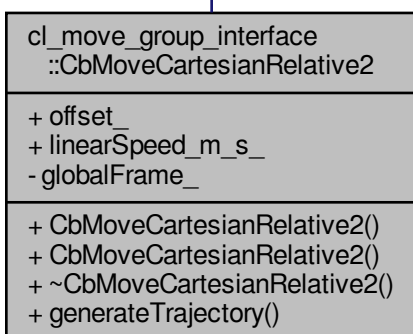 cl_move_group_interface
::CbMoveCartesianRelative2
+ offset_
+ linearSpeed_m_s_
- globalFrame_
+ CbMoveCartesianRelative2()
+ CbMoveCartesianRelative2()
+ ~CbMoveCartesianRelative2()
+ generateTrajectory()